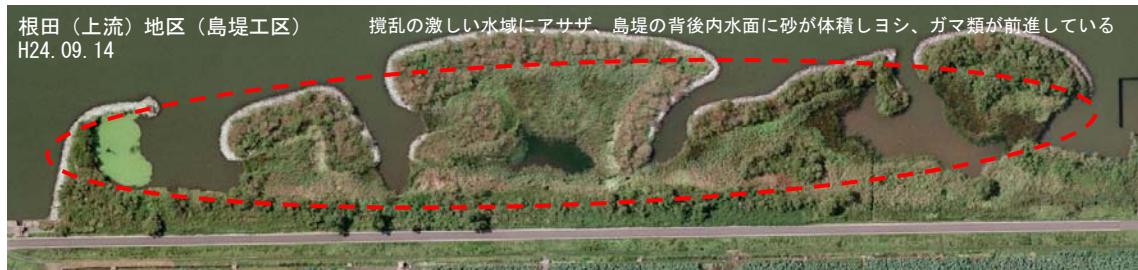 根田（上流）地区（島堤工区）
H24.09.14
撹乱の激しい水域にアサザ、島堤の背後内水面に砂が体積しヨシ、ガマ類が前進している